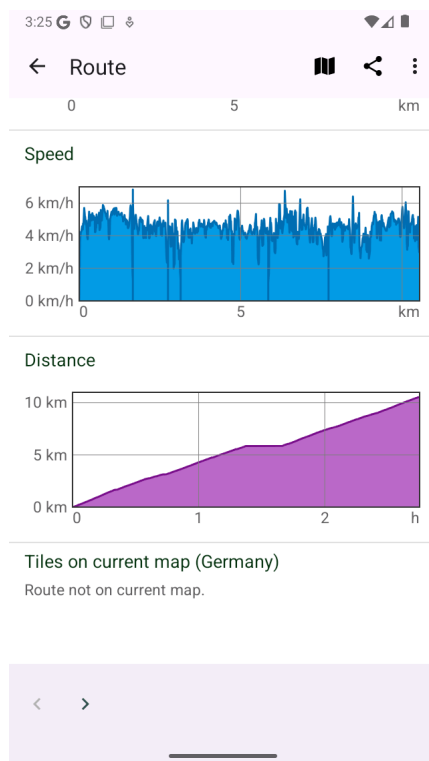 3:25
Route
0 5 km
Speed
6 km/h
4 km/h
2 km/h
0 km/h
0 5 km
Distance
10 km
5 km
0 km
0 1 2 h
Tiles on current map (Germany)
Route not on current map.